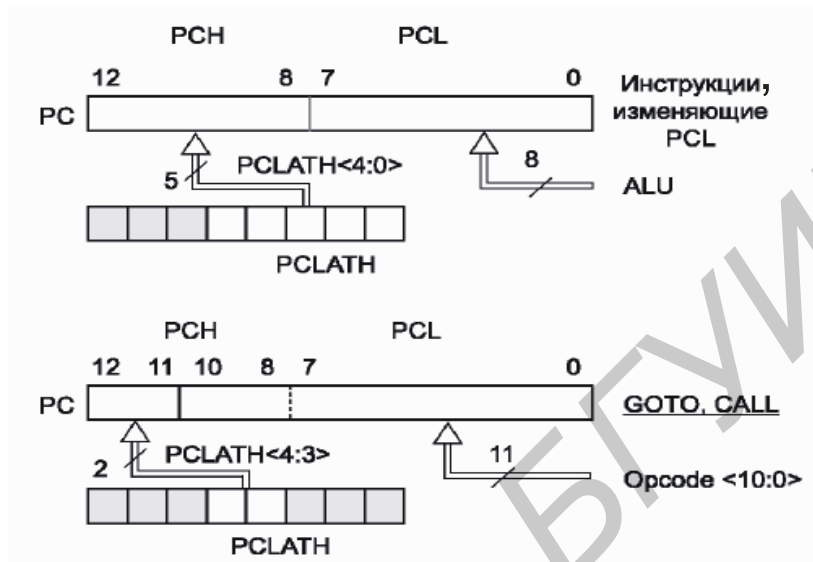 PCH PCL
12 8 7 0
PC
Инструкции,
изменяющие
PCL
5 PCLATH<4:0> 8
ALU
PCLATH
PCH PCL
12 11 10 8 7 0
PC GOTO, CALL
2 PCLATH<4:3> 11
Opcode <10:0>
PCLATH
БГУИ